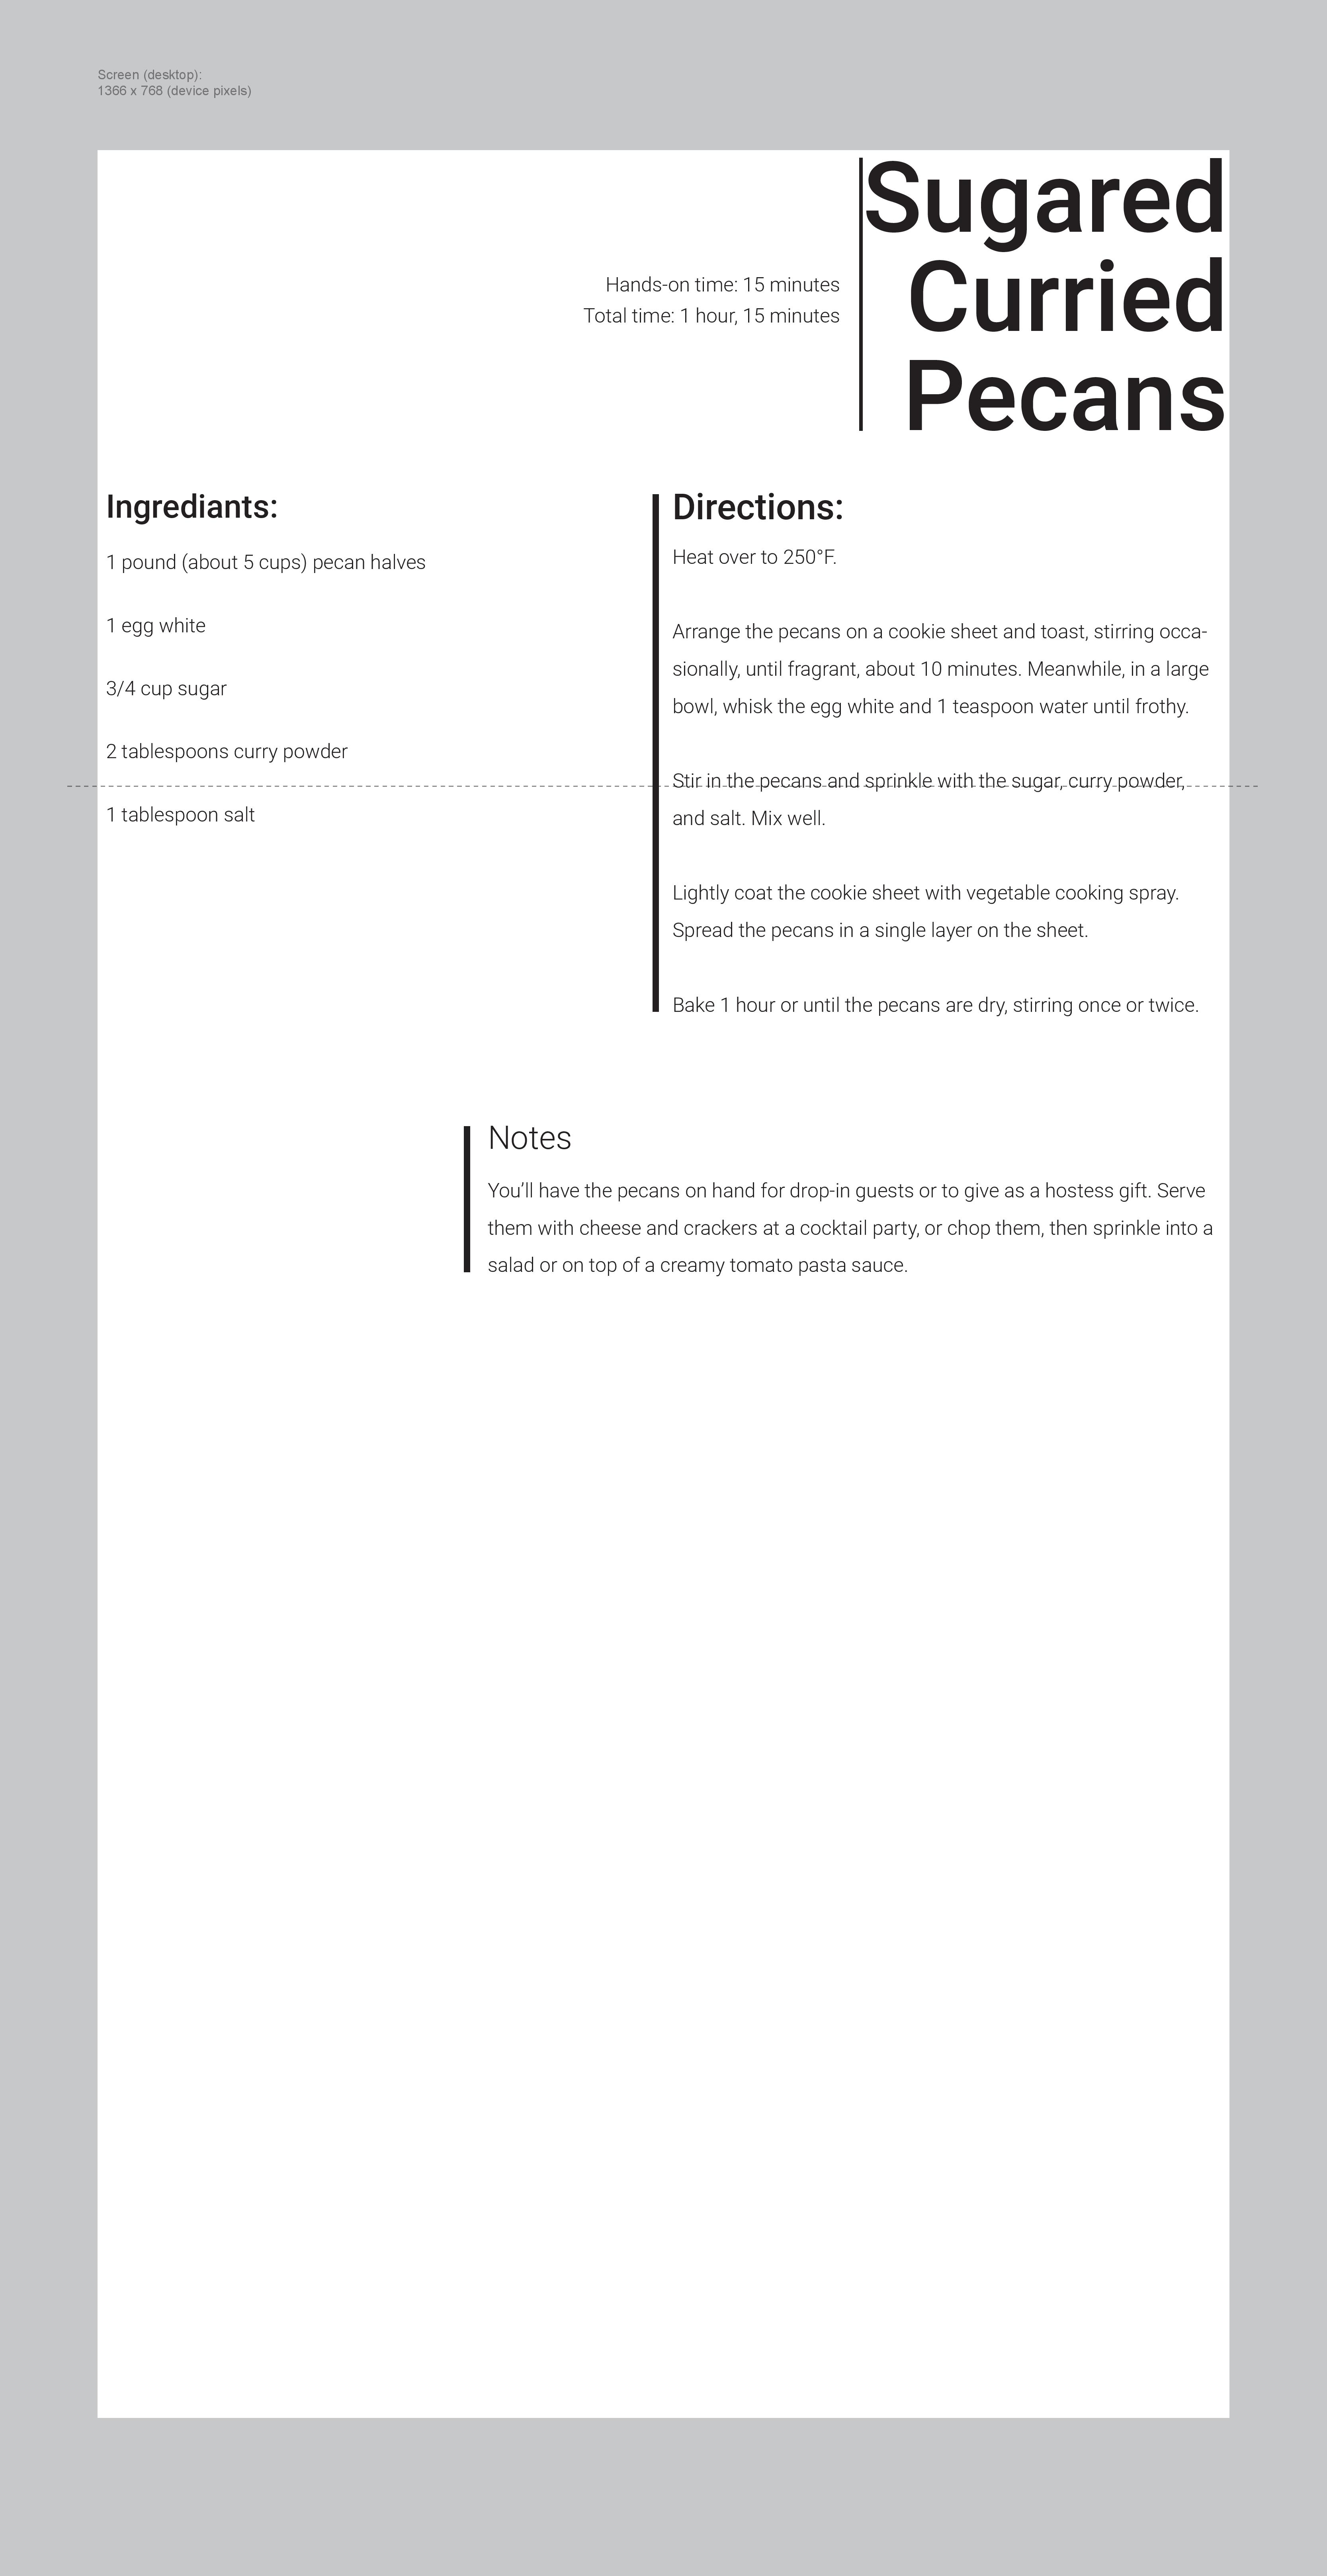 Screen (desktop):
1366 x 768 (device pixels)
Sugared
Curried
Pecans
Hands-on time: 15 minutes
Total time: 1 hour, 15 minutes
Ingrediants:
1 pound (about 5 cups) pecan halves
1 egg white
3/4 cup sugar
2 tablespoons curry powder
1 tablespoon salt
Directions:
Heat over to 250°F.
Arrange the pecans on a cookie sheet and toast, stirring occa-
sionally, until fragrant, about 10 minutes. Meanwhile, in a large
bowl, whisk the egg white and 1 teaspoon water until frothy.
Stir in the pecans and sprinkle with the sugar, curry powder,
and salt. Mix well.
Lightly coat the cookie sheet with vegetable cooking spray.
Spread the pecans in a single layer on the sheet.
Bake 1 hour or until the pecans are dry, stirring once or twice.
Notes
You’ll have the pecans on hand for drop-in guests or to give as a hostess gift. Serve
them with cheese and crackers at a cocktail party, or chop them, then sprinkle into a
salad or on top of a creamy tomato pasta sauce.